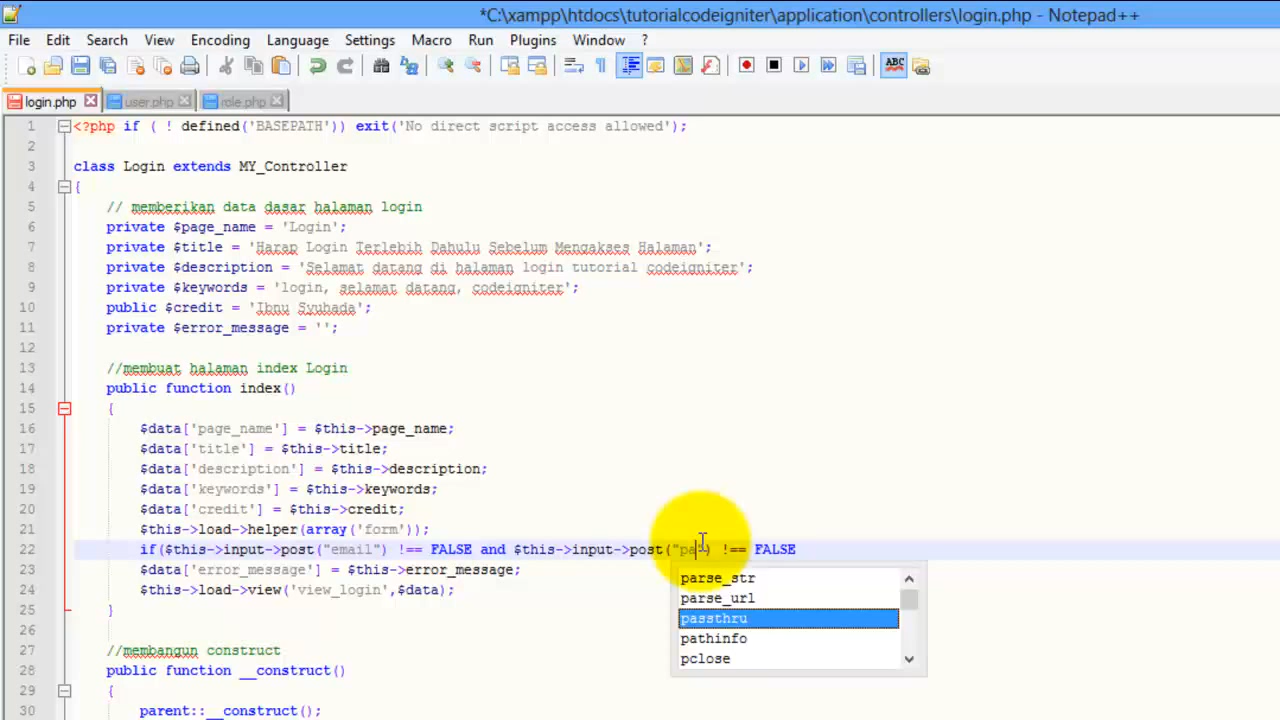 *C:\xampp\htdocs\tutorialcodeigniter\application\controllers\login.php - Notepad++
File Edit Search View Encoding Language Settings Macro Run Plugins Window ?
ABC
login.php user.php role.php
1 <?php if ( ! defined('BASEPATH')) exit('No direct script access allowed');
2
3 class Login extends MY_Controller
4 {
5 // memberikan data dasar halaman login
6 private $page_name = 'Login';
7 private $title = 'Harap Login Terlebih Dahulu Sebelum Mengakses Halaman';
8 private $description = 'Selamat datang di halaman login tutorial codeigniter';
9 private $keywords = 'login, selamat datang, codeigniter';
10 public $credit = 'Ibnu Syuhada';
11 private $error_message = '';
12
13 //membuat halaman index Login
14 public function index()
15 {
16 $data['page_name'] = $this->page_name;
17 $data['title'] = $this->title;
18 $data['description'] = $this->description;
19 $data['keywords'] = $this->keywords;
20 $data['credit'] = $this->credit;
21 $this->load->helper(array('form'));
22 if($this->input->post("email") !== FALSE and $this->input->post("pa") !== FALSE
23 $data['error_message'] = $this->error_message;
24 $this->load->view('view_login',$data);
25 }
26
27 //membangun construct
28 public function __construct()
29 {
30 parent::__construct();
parse_str
parse_url
passthru
pathinfo
pclose